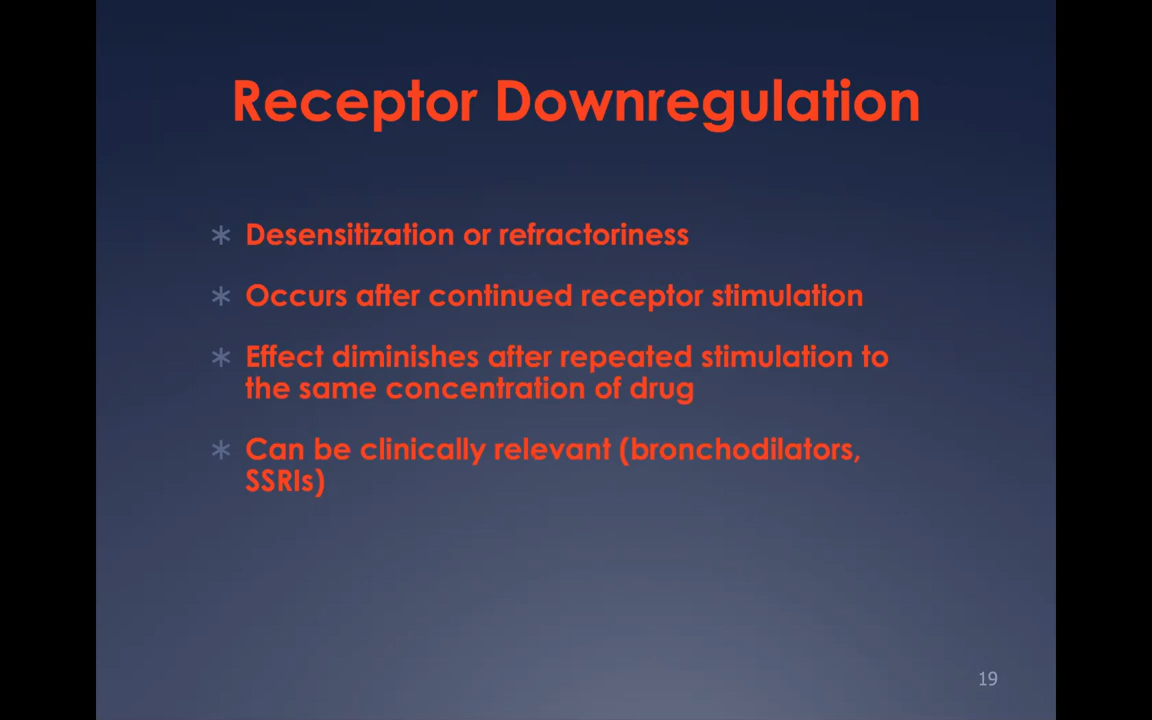 Receptor Downregulation
* Desensitization or refractoriness
* Occurs after continued receptor stimulation
* Effect diminishes after repeated stimulation to
the same concentration of drug
* Can be clinically relevant (bronchodilators,
SSRIs)
19